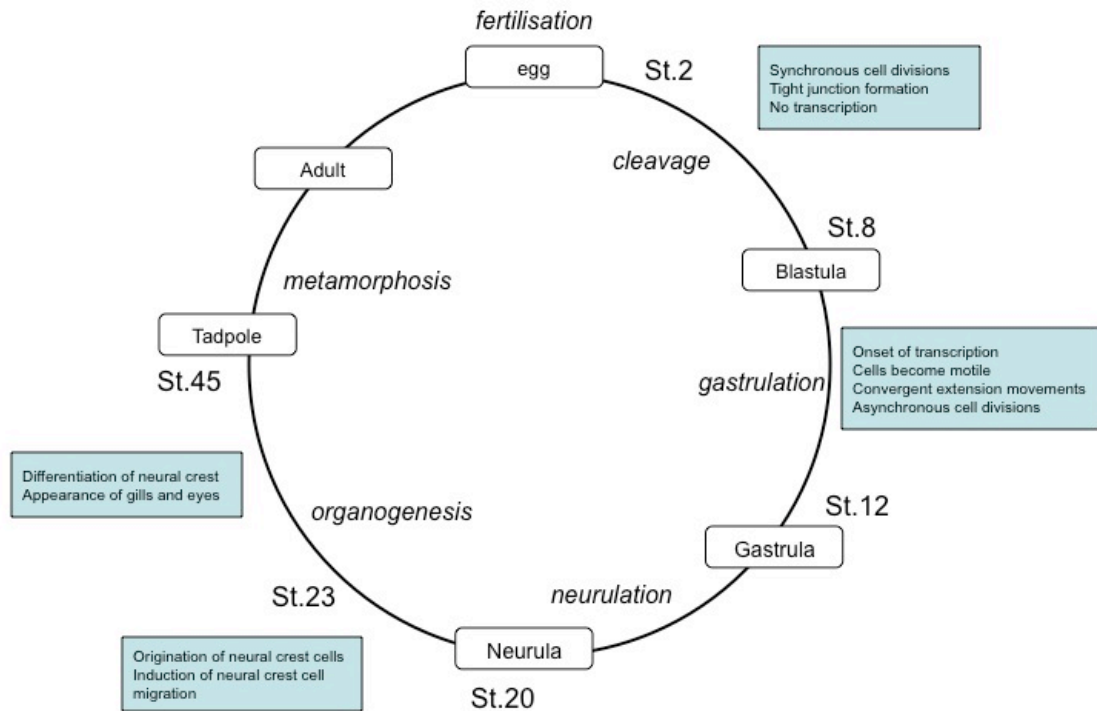 fertilisation
egg
St.2
Synchronous cell divisions
Tight junction formation
No transcription
cleavage
St.8
Blastula
Onset of transcription
Cells become motile
Convergent extension movements
Asynchronous cell divisions
gastrulation
St.12
Gastrula
neurulation
Neurula
St.20
Origination of neural crest cells
Induction of neural crest cell
migration
St.23
organogenesis
Differentiation of neural crest
Appearance of gills and eyes
St.45
Tadpole
metamorphosis
Adult